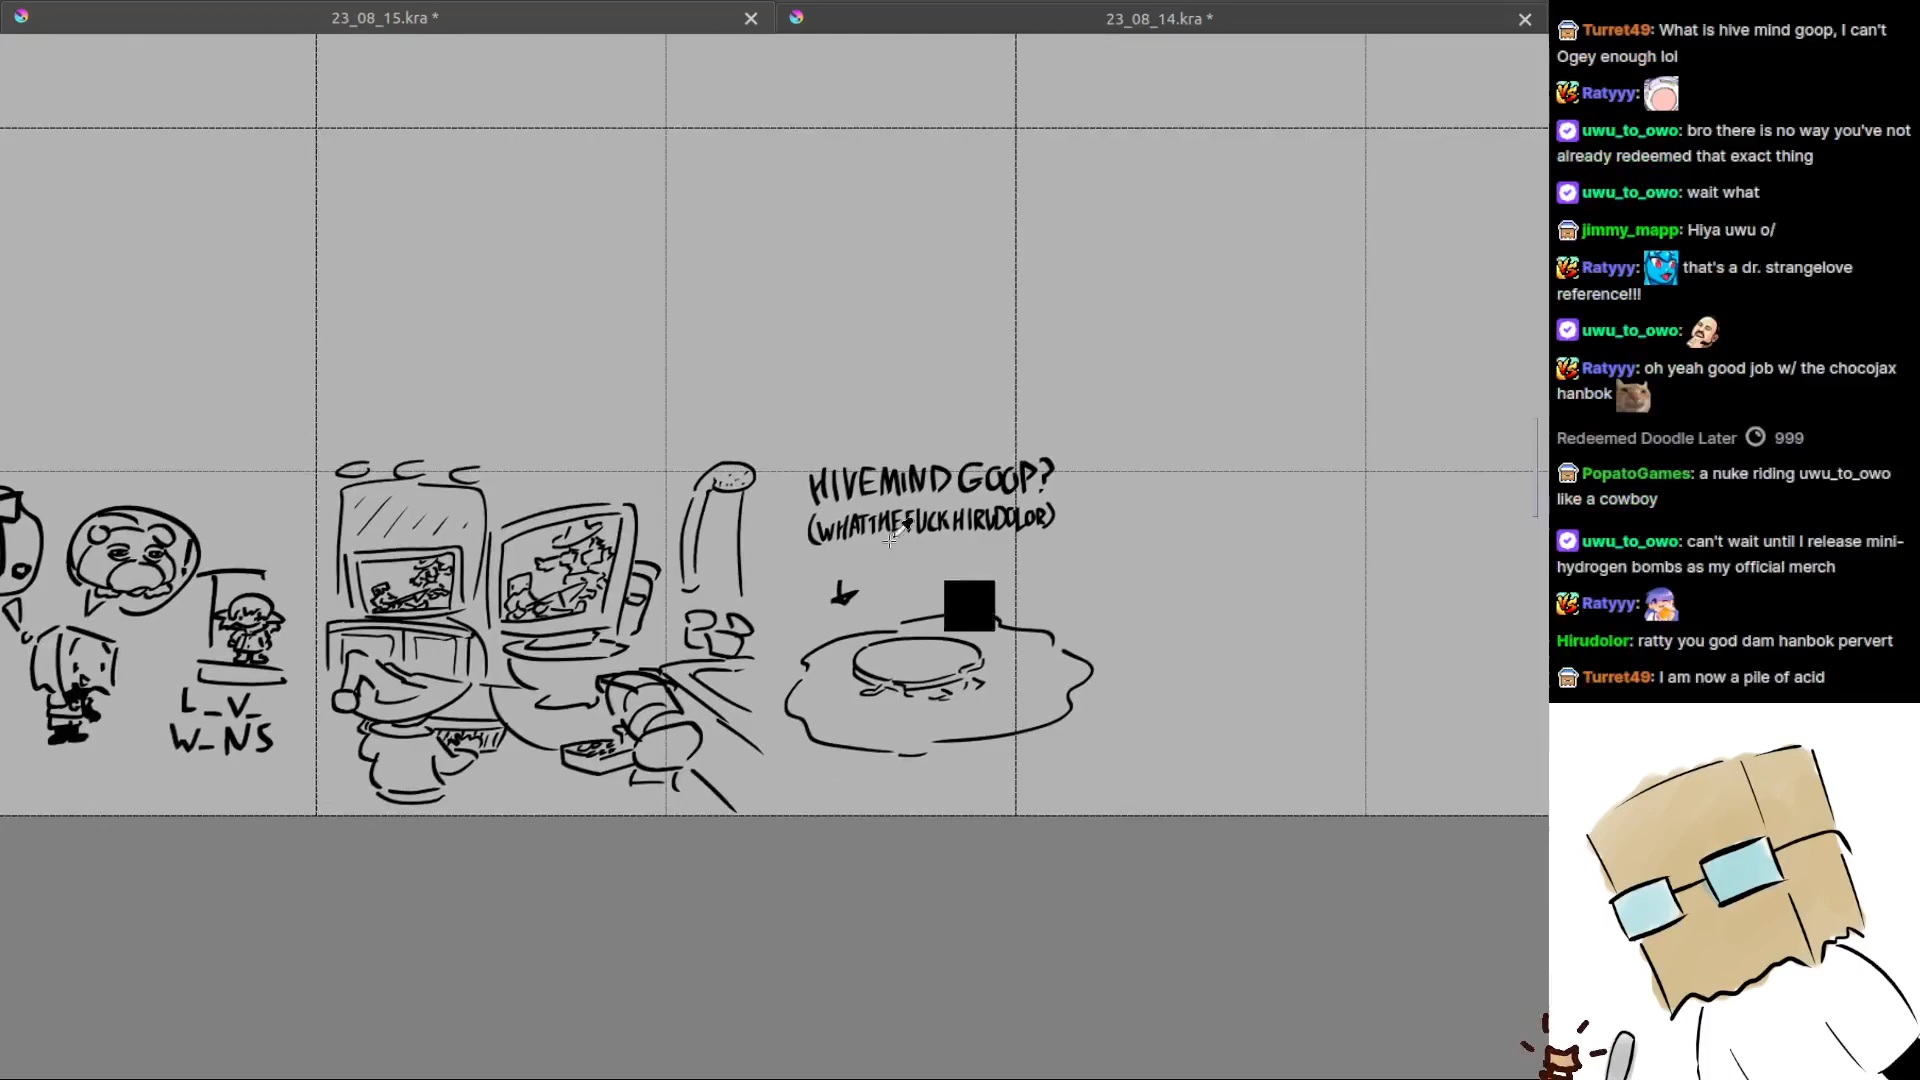 23_08_15.kra *
23_08_14.kra *
HIVEMIND GOOP?
(WHAT THE FUCK HIRUDOLOR)
L_V_
W_NS
Turret49: What is hive mind goop, I can't
Ogey enough lol
Ratyyy:
uwu_to_owo: bro there is no way you've not
already redeemed that exact thing
uwu_to_owo: wait what
jimmy_mapp: Hiya uwu o/
Ratyyy: that's a dr. strangelove
reference!!!
uwu_to_owo:
Ratyyy: oh yeah good job w/ the chocojax
hanbok
Redeemed Doodle Later 999
PopatoGames: a nuke riding uwu_to_owo
like a cowboy
uwu_to_owo: can't wait until I release mini-
hydrogen bombs as my official merch
Ratyyy:
Hirudolor: ratty you god dam hanbok pervert
Turret49: I am now a pile of acid